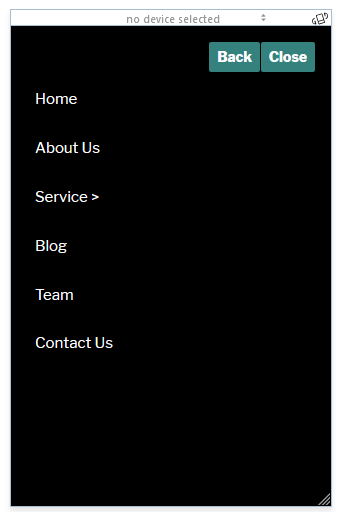 no device selected
Back Close
Home
About Us
Service >
Blog
Team
Contact Us